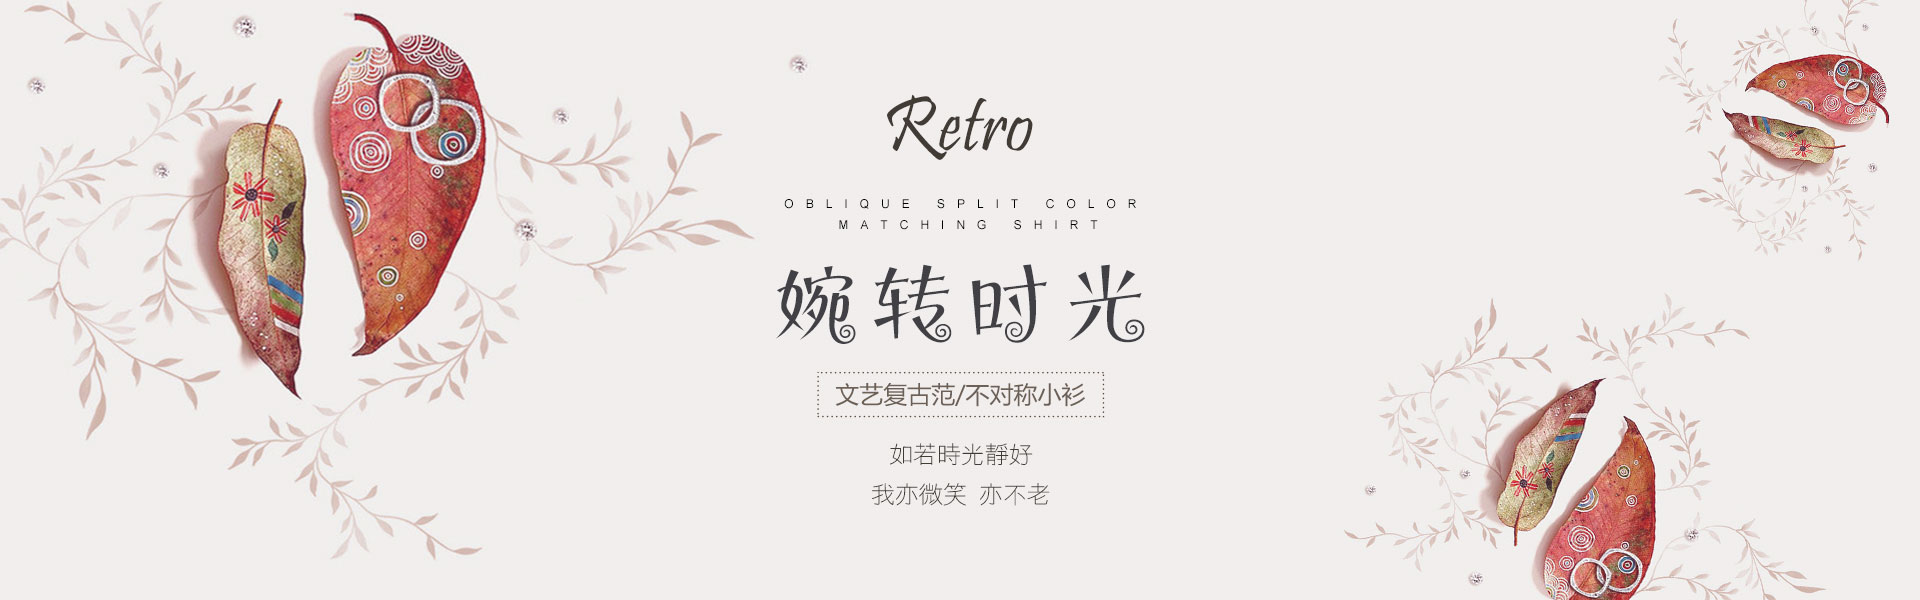 Retro
OBLIQUE SPLIT COLOR
MATCHING SHIRT
婉转时光
文艺复古范/不对称小衫
如若時光靜好
我亦微笑 亦不老